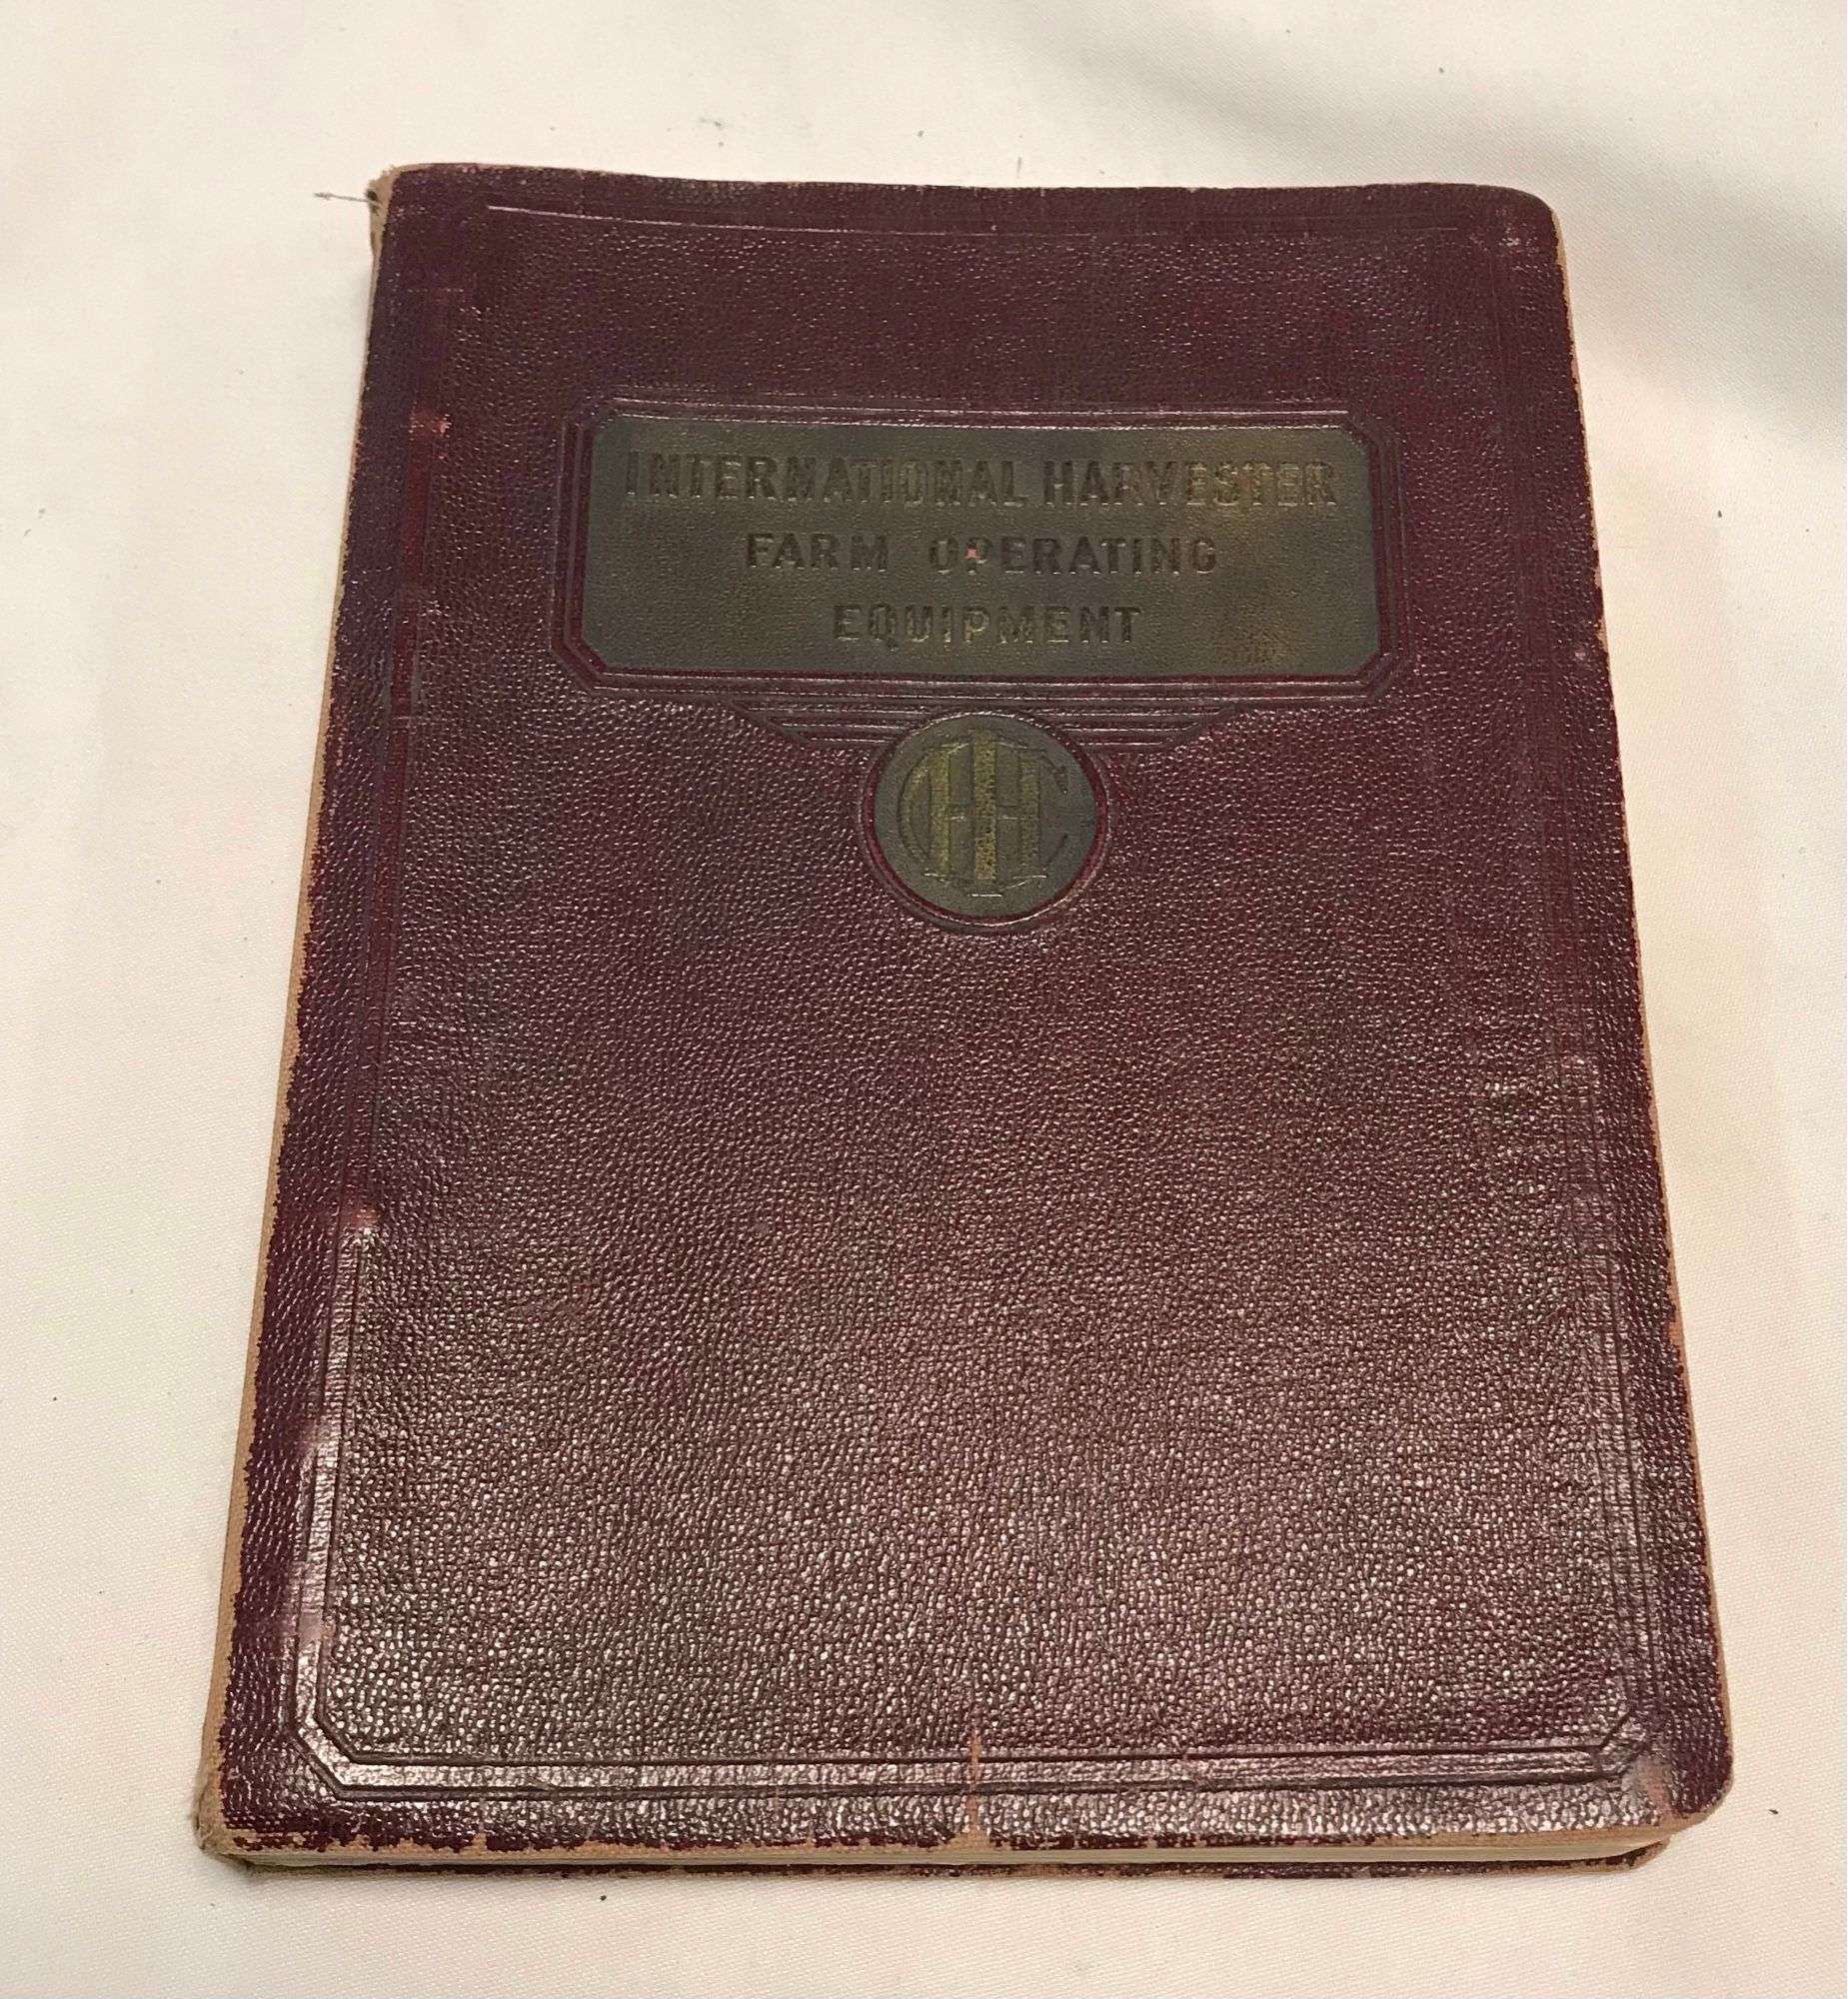 INTERNATIONAL HARVESTER
FARM OPERATING
EQUIPMENT
IHC